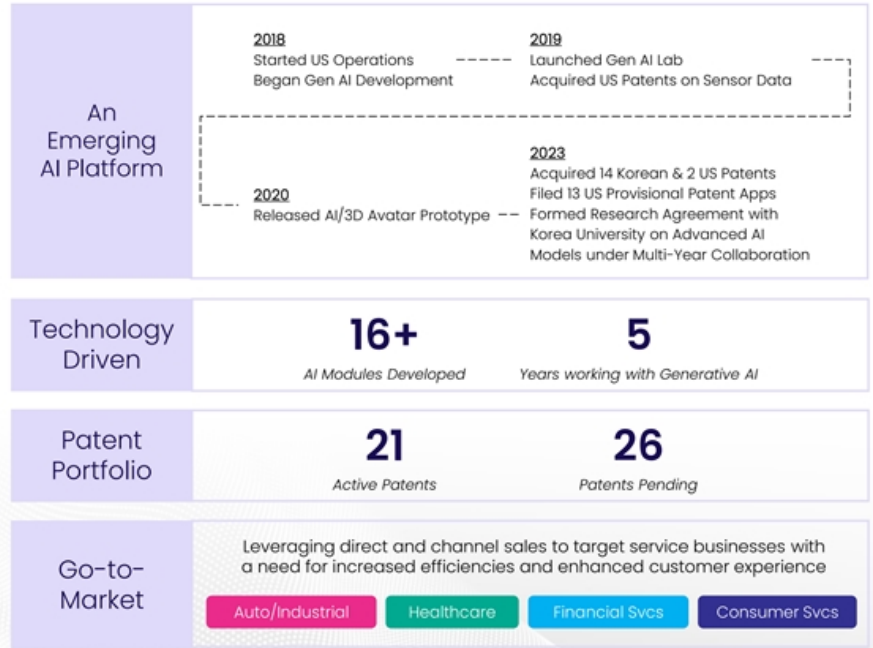 An
Emerging
AI Platform
2018
Started US Operations
Began Gen AI Development
2019
Launched Gen AI Lab
Acquired US Patents on Sensor Data
2020
Released AI/3D Avatar Prototype
2023
Acquired 14 Korean & 2 US Patents
Filed 13 US Provisional Patent Apps
Formed Research Agreement with
Korea University on Advanced AI
Models under Multi-Year Collaboration
Technology
Driven
16+
AI Modules Developed
5
Years working with Generative AI
Patent
Portfolio
21
Active Patents
26
Patents Pending
Go-to-
Market
Leveraging direct and channel sales to target service businesses with
a need for increased efficiencies and enhanced customer experience
Auto/Industrial
Healthcare
Financial Svcs
Consumer Svcs